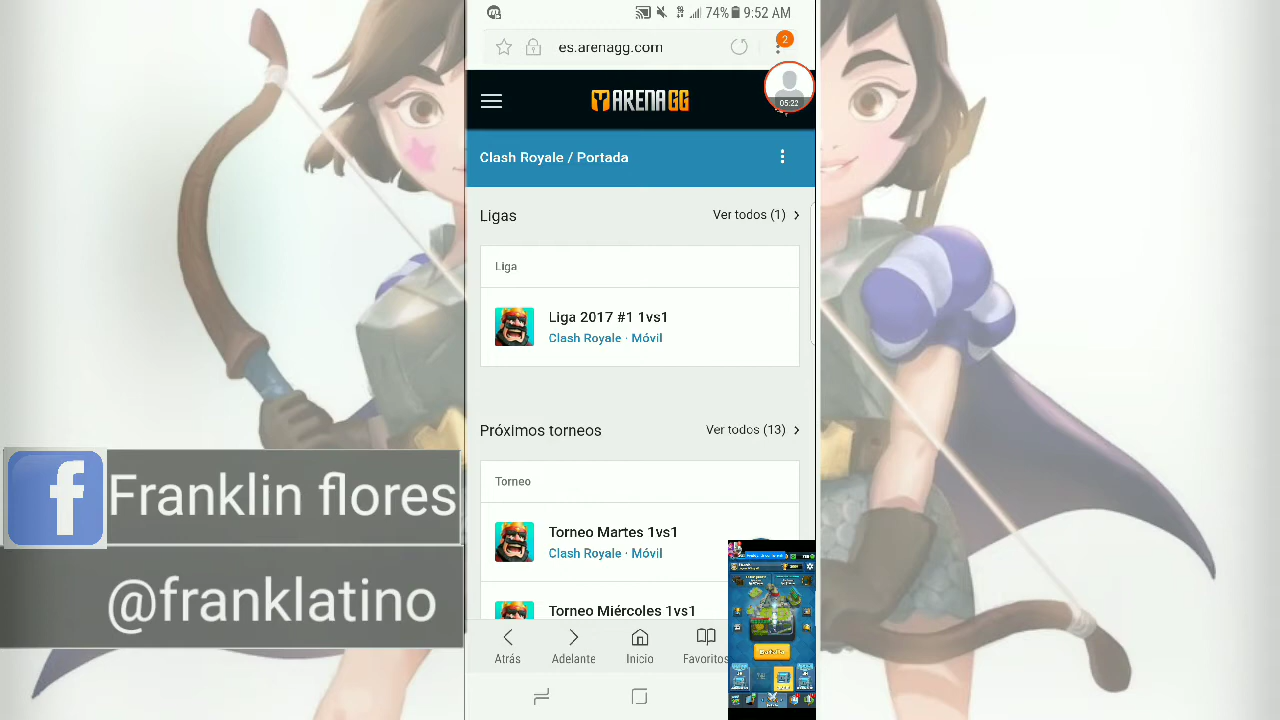 74% 9:52 AM
es.arenagg.com
2
ARENAGG
05:22
Clash Royale / Portada
Ligas
Ver todos (1)
Liga
Liga 2017 #1 1vs1
Clash Royale · Móvil
Próximos torneos
Ver todos (13)
Torneo
Torneo Martes 1vs1
Clash Royale · Móvil
Torneo Miércoles 1vs1
Atrás
Adelante
Inicio
Favoritos
f
Franklin flores
@franklatino